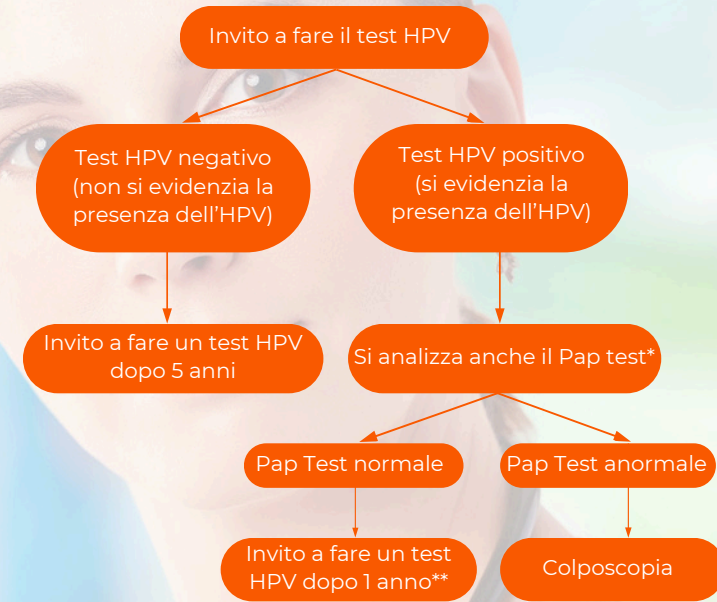 Invito a fare il test HPV
Test HPV negativo
(non si evidenzia la
presenza dell'HPV)
Test HPV positivo
(si evidenzia la
presenza dell'HPV)
Invito a fare un test HPV
dopo 5 anni
Si analizza anche il Pap test*
Pap Test normale
Pap Test anormale
Invito a fare un test
HPV dopo 1 anno**
Colposcopia